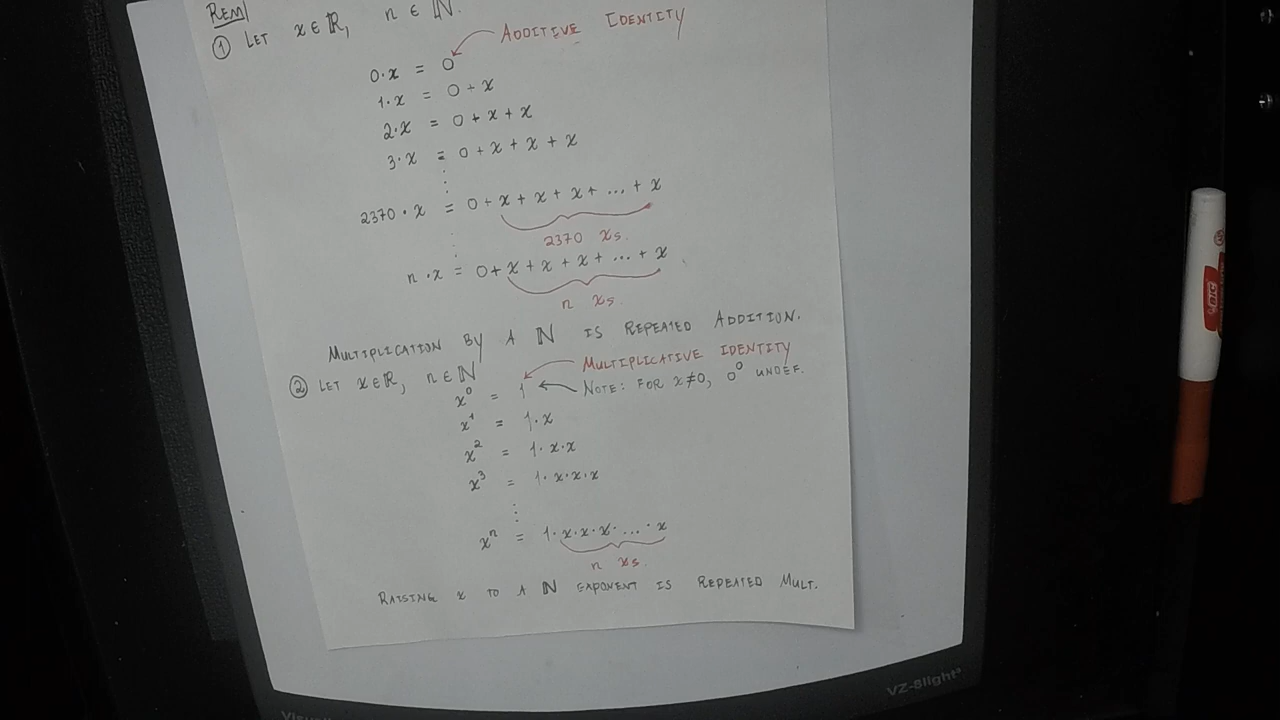 REM
① LET x ∈ ℝ, n ∈ ℕ.
ADDITIVE IDENTITY
0·x = 0
1·x = 0 + x
2·x = 0 + x + x
3·x = 0 + x + x + x
⋮
2370·x = 0 + x + x + x + ... + x
2370 xs.
⋮
n·x = 0 + x + x + x + ... + x
n xs.
MULTIPLICATION BY A ℕ IS REPEATED ADDITION.
② LET x ∈ ℝ, n ∈ ℕ
MULTIPLICATIVE IDENTITY
x⁰ = 1 NOTE: FOR x ≠ 0, 0⁰ UNDEF.
x¹ = 1·x
x² = 1·x·x
x³ = 1·x·x·x
⋮
xⁿ = 1·x·x·x·...·x
n xs.
RAISING x TO A ℕ EXPONENT IS REPEATED MULT.
BIC
VZ-8light³